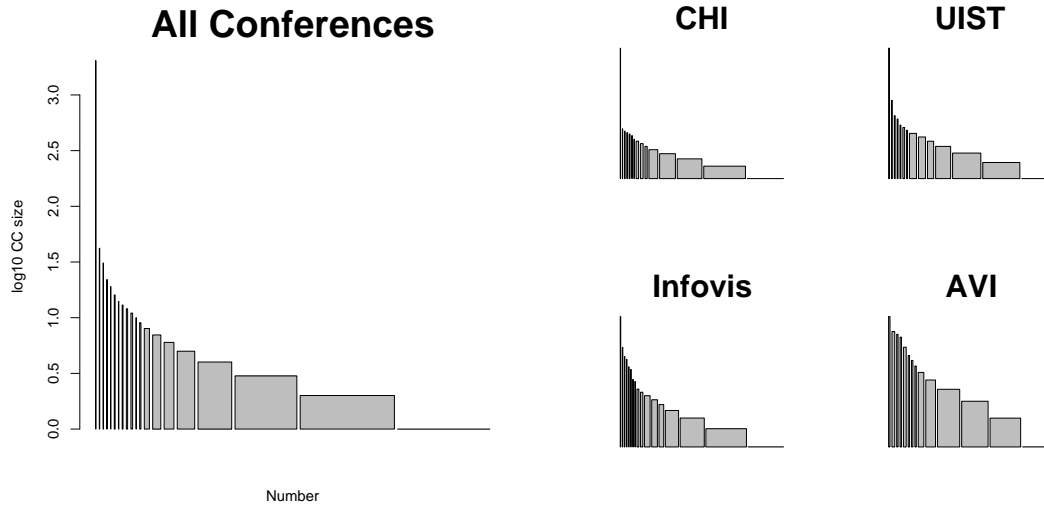 All Conferences
log10 CC size
3.0
2.5
2.0
1.5
1.0
0.5
0.0
Number
CHI
UIST
Infovis
AVI